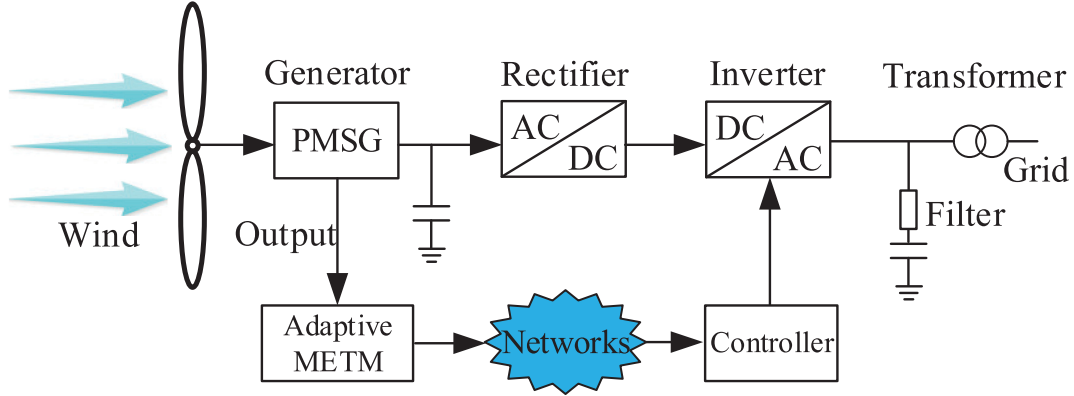 Generator
Rectifier
Inverter
Transformer
PMSG
AC
DC
DC
AC
Grid
Wind
Output
Filter
Adaptive
METM
Networks
Controller